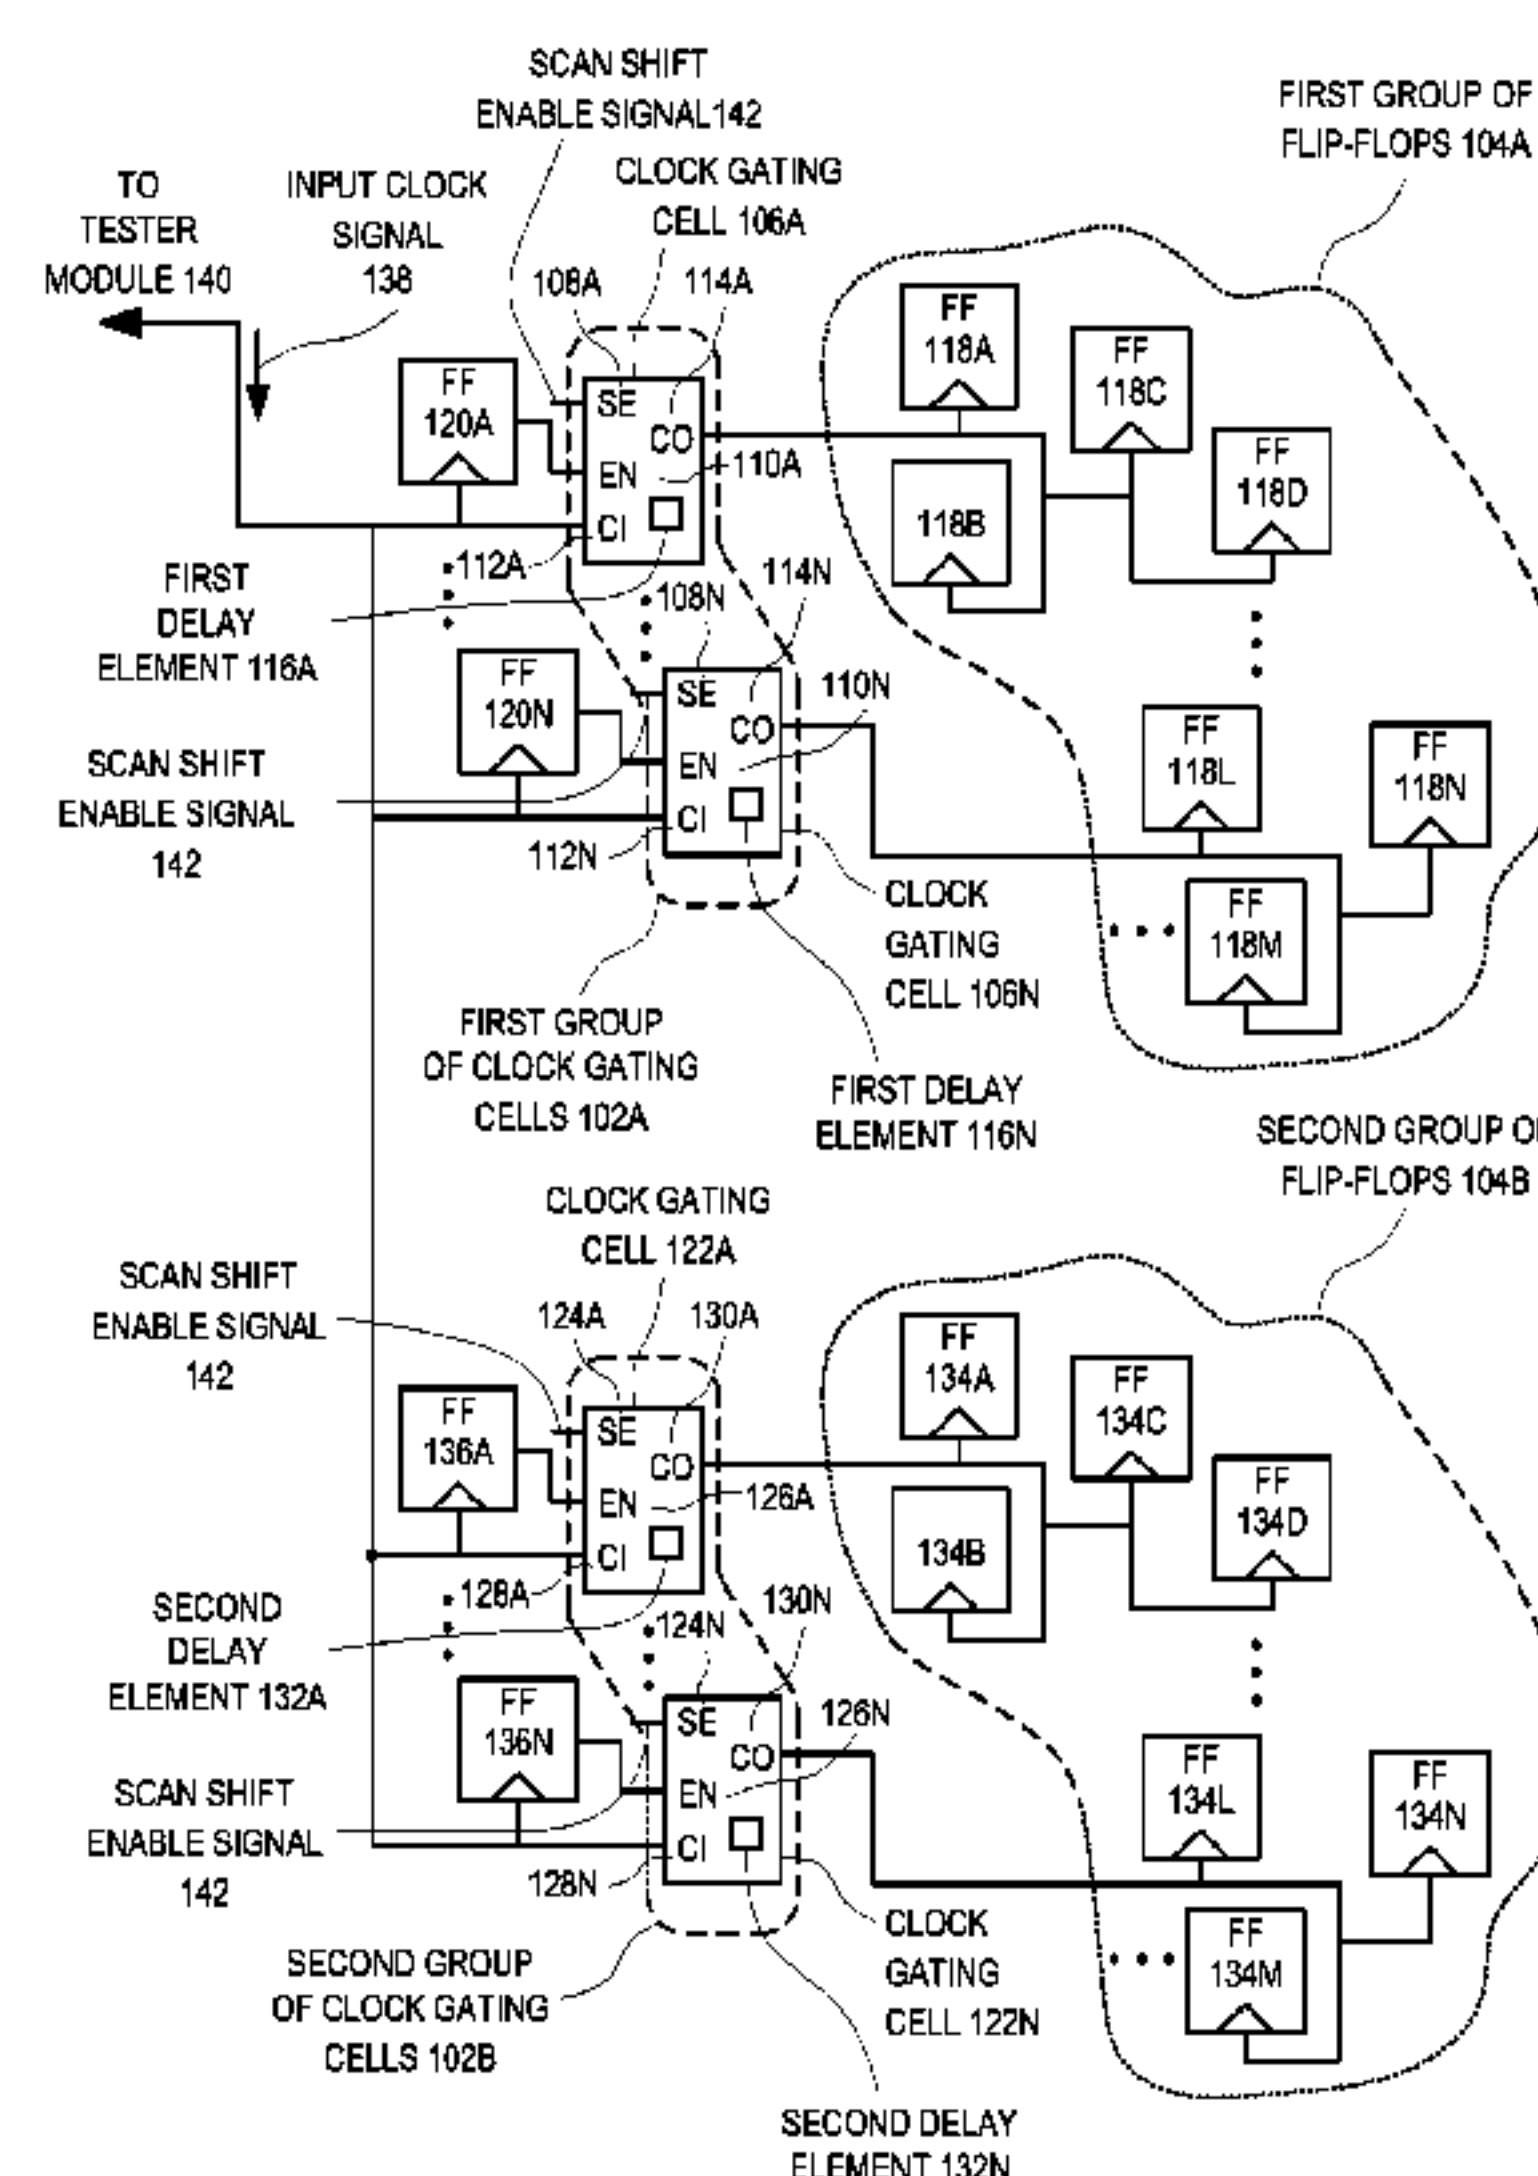 SCAN SHIFT
ENABLE SIGNAL142
FIRST GROUP OF
FLIP-FLOPS 104A
TO
TESTER
MODULE 140
INPUT CLOCK
SIGNAL
138
CLOCK GATING
CELL 106A
108A
114A
FF
120A
SE
CO
EN
CI
110A
112A
FF
118A
118B
FF
118C
FF
118D
FIRST
DELAY
ELEMENT 116A
108N
114N
110N
FF
120N
SE
CO
EN
CI
112N
SCAN SHIFT
ENABLE SIGNAL
142
FF
118L
FF
118N
FF
118M
CLOCK
GATING
CELL 106N
FIRST GROUP
OF CLOCK GATING
CELLS 102A
FIRST DELAY
ELEMENT 116N
SECOND GROUP O
FLIP-FLOPS 104B
CLOCK GATING
CELL 122A
SCAN SHIFT
ENABLE SIGNAL
142
124A
130A
FF
136A
SE
CO
EN
CI
126A
128A
FF
134A
134B
FF
134C
FF
134D
SECOND
DELAY
ELEMENT 132A
124N
130N
126N
FF
136N
SE
CO
EN
CI
128N
SCAN SHIFT
ENABLE SIGNAL
142
FF
134L
FF
134N
FF
134M
CLOCK
GATING
CELL 122N
SECOND GROUP
OF CLOCK GATING
CELLS 102B
SECOND DELAY
ELEMENT 132N